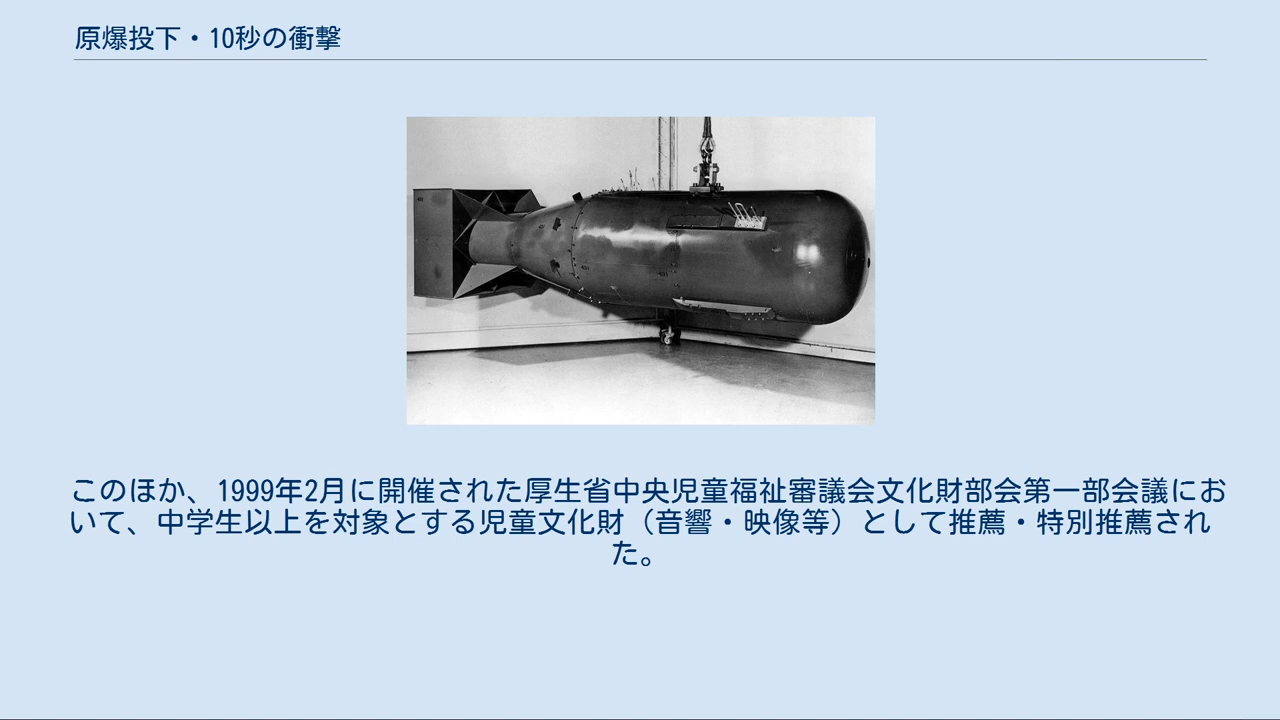 原爆投下・10秒の衝撃
このほか、1999年2月に開催された厚生省中央児童福祉審議会文化財部会第一部会議にお
いて、中学生以上を対象とする児童文化財（音響・映像等）として推薦・特別推薦され
た。